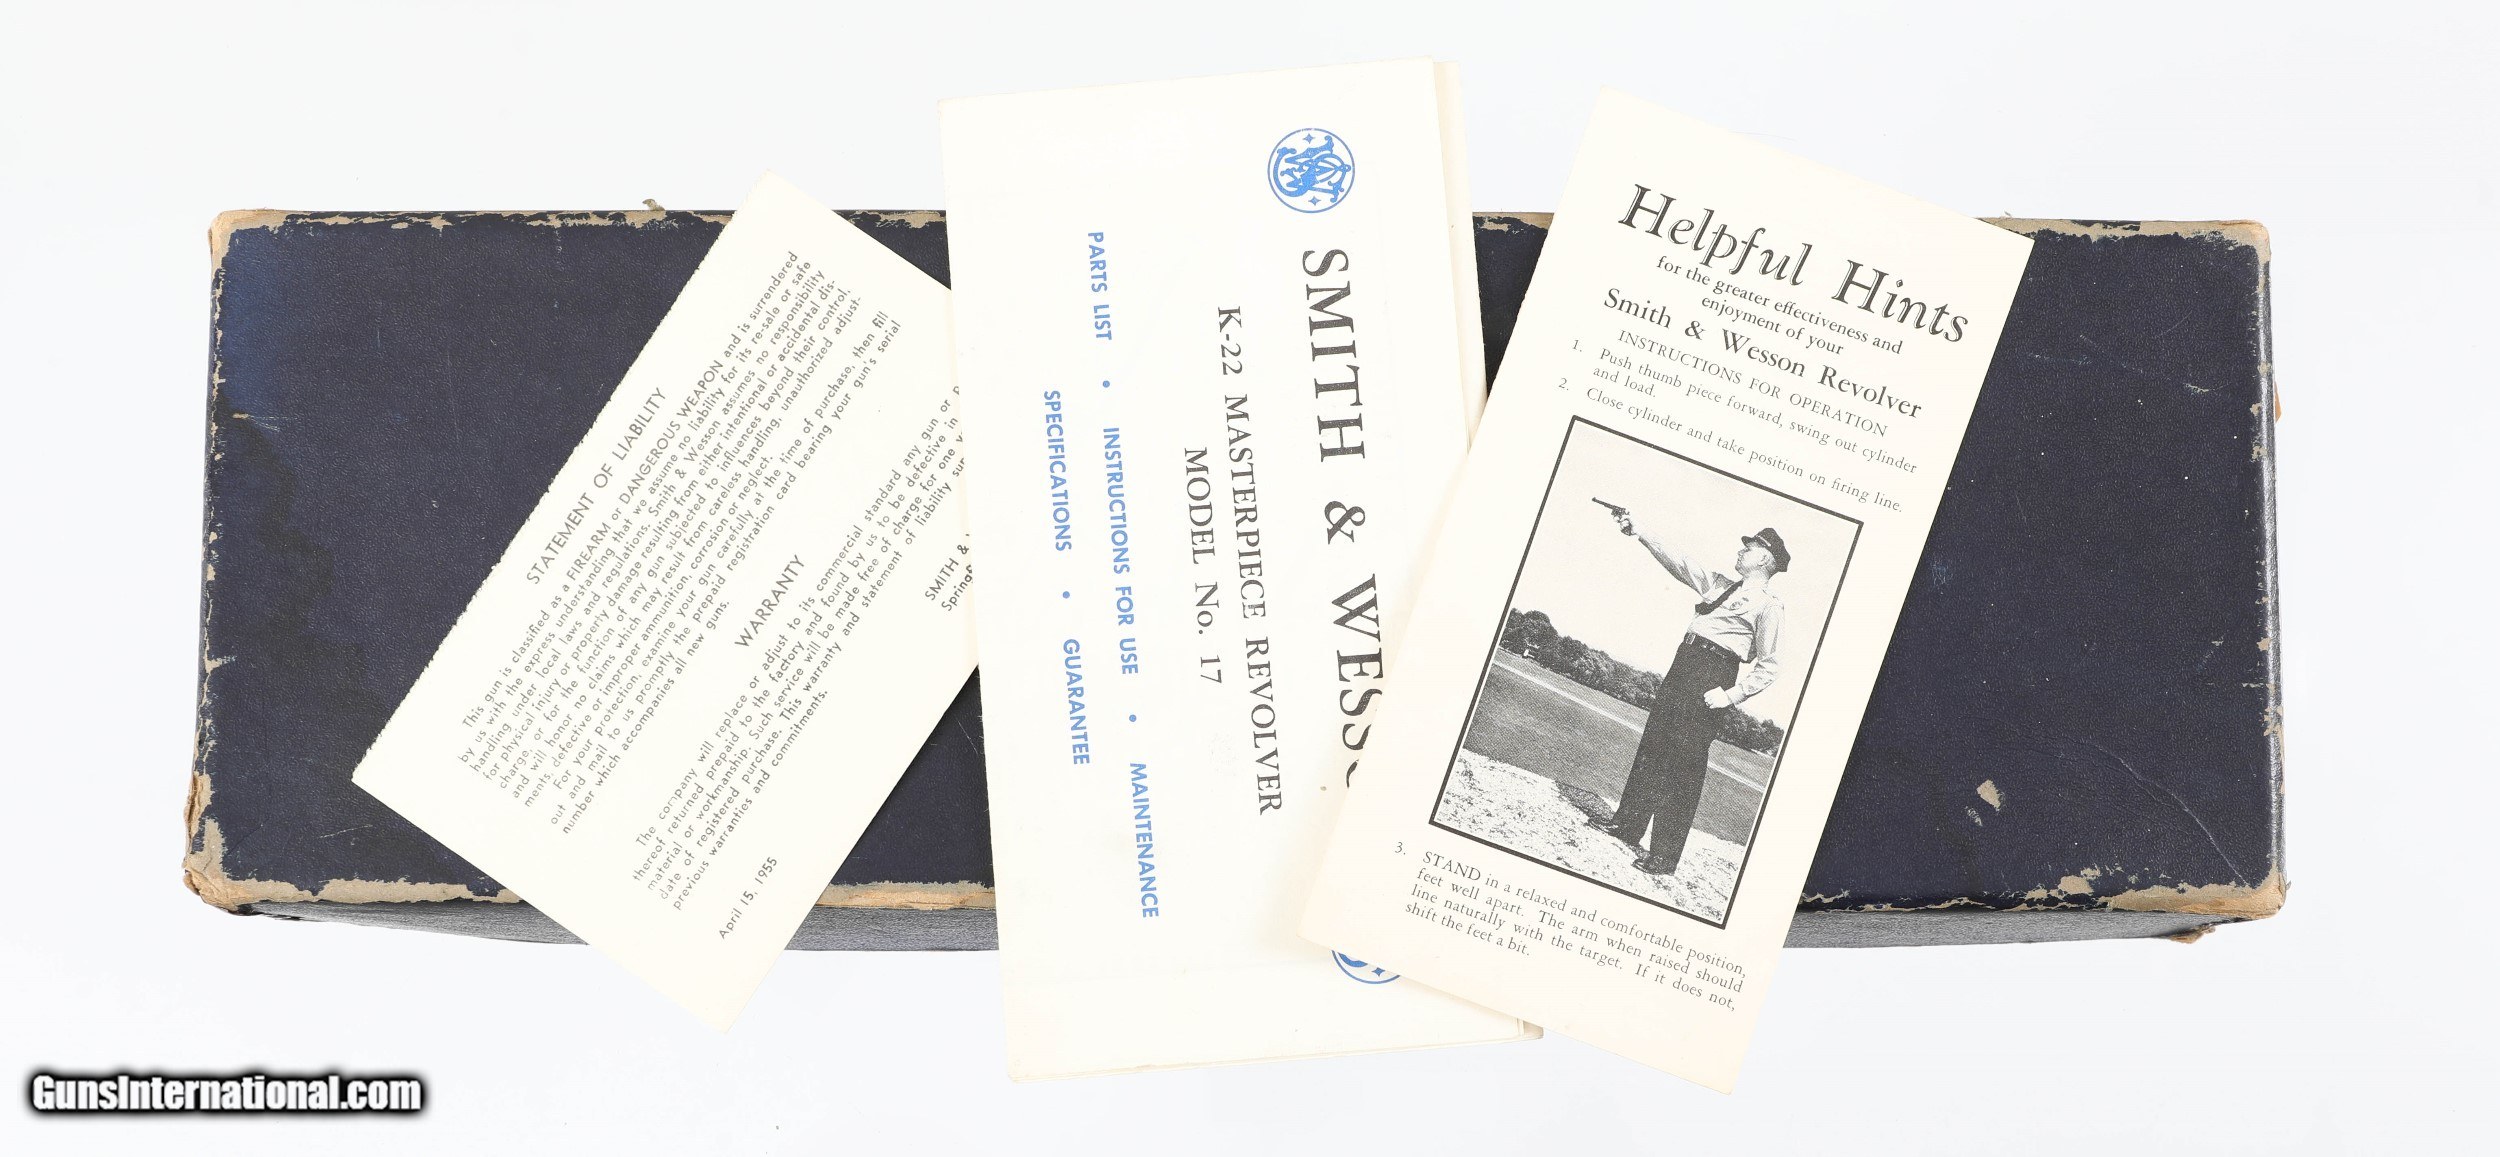 STATEMENT OF LIABILITY
This gun is classified as a FIREARM or DANGEROUS WEAPON and is surrendered
by us with the express understanding that we assume no liability for its re-sale or safe
handling under local laws and regulations. Smith & Wesson assumes no responsibility
for physical injury or property damage resulting from either intentional or accidental dis-
charge, or for the function of any gun subjected to influences beyond their control,
and will honor no claims which may result from careless handling, unauthorized adjust-
ments, defective or improper ammunition, corrosion or neglect.
For your protection, examine your gun carefully at the time of purchase, then fill
out and mail to us promptly the prepaid registration card bearing your gun's serial
number which accompanies all new guns.
WARRANTY
The company will replace or adjust to its commercial standard any gun or
thereof returned prepaid to the factory and found by us to be defective in
material or workmanship. Such service will be made free of charge for one
date of registered purchase. This warranty and statement of liability
previous warranties and commitments.
SMITH &
April 15, 1955
SMITH & WESS
K-22 MASTERPIECE REVOLVER
MODEL No. 17
PARTS LIST • INSTRUCTIONS FOR USE • MAINTENANCE
SPECIFICATIONS • GUARANTEE
Helpful Hints
for the greater effectiveness and
enjoyment of your
Smith & Wesson Revolver
INSTRUCTIONS FOR OPERATION
1. Push thumb piece forward, swing out cylinder
and load.
2. Close cylinder and take position on firing line.
3. STAND in a relaxed and comfortable position,
feet well apart. The arm when raised should
line naturally with the target. If it does not,
shift the feet a bit.
GunsInternational.com